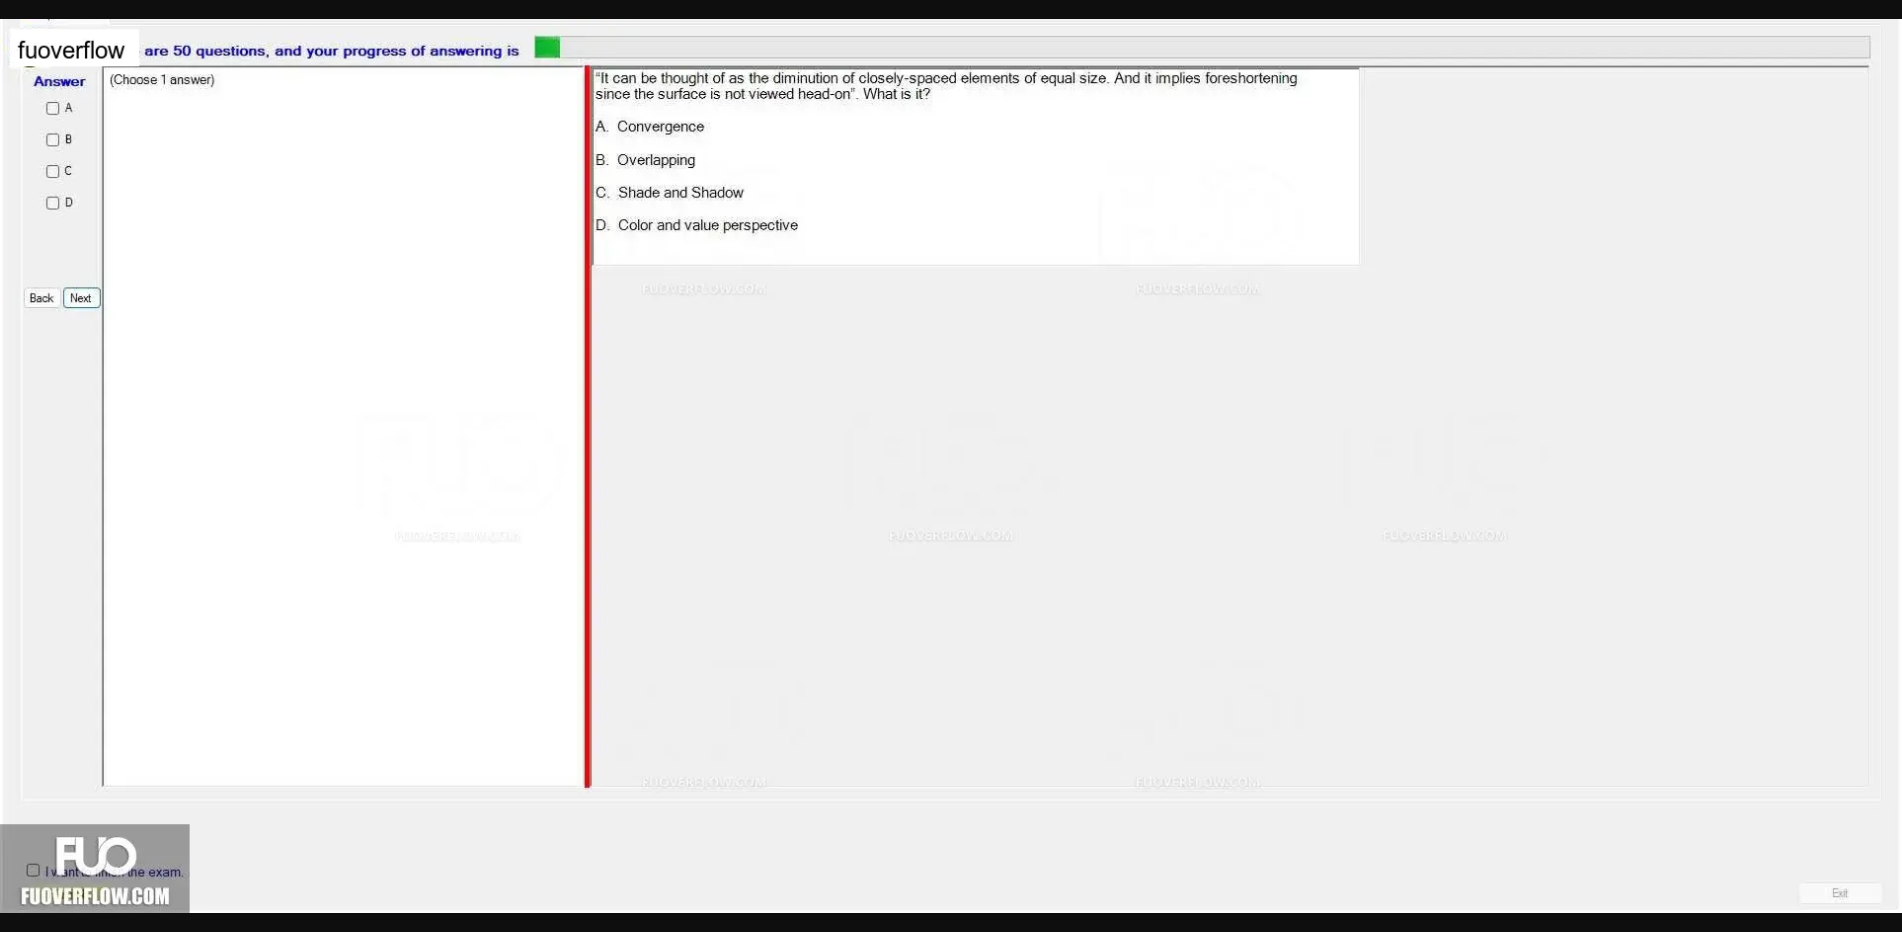 fuoverflow are 50 questions, and your progress of answering is
Answer
(Choose 1 answer)
A
B
C
D
Back Next
“It can be thought of as the diminution of closely-spaced elements of equal size. And it implies foreshortening
since the surface is not viewed head-on”. What is it?
A. Convergence
B. Overlapping
C. Shade and Shadow
D. Color and value perspective
FUOVERFLOW.COM FUOVERFLOW.COM
FUOVERFLOW.COM FUOVERFLOW.COM FUOVERFLOW.COM
FUOVERFLOW.COM FUOVERFLOW.COM
FUO
the exam.
FUOVERFLOW.COM
Exit